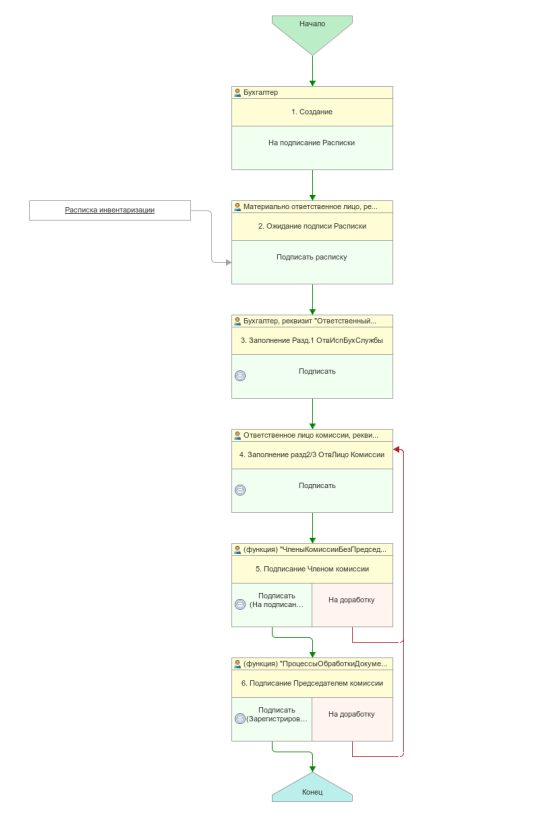 Начало
Бухгалтер
1. Создание
На подписание Расписки
Расписка инвентаризации
Материально ответственное лицо, ре...
2. Ожидание подписи Расписки
Подписать расписку
Бухгалтер, реквизит "Ответственный...
3. Заполнение Разд.1 ОтвИспБухСлужбы
Подписать
Ответственное лицо комиссии, рекви...
4. Заполнение разд2/3 ОтвЛицо Комиссии
Подписать
(функция) "ЧленыКомиссииБезПредсед...
5. Подписание Членом комиссии
Подписать
(На подписан...
На доработку
(функция) "ПроцессыОбработкиДокуме...
6. Подписание Председателем комиссии
Подписать
(Зарегистриров...
На доработку
Конец